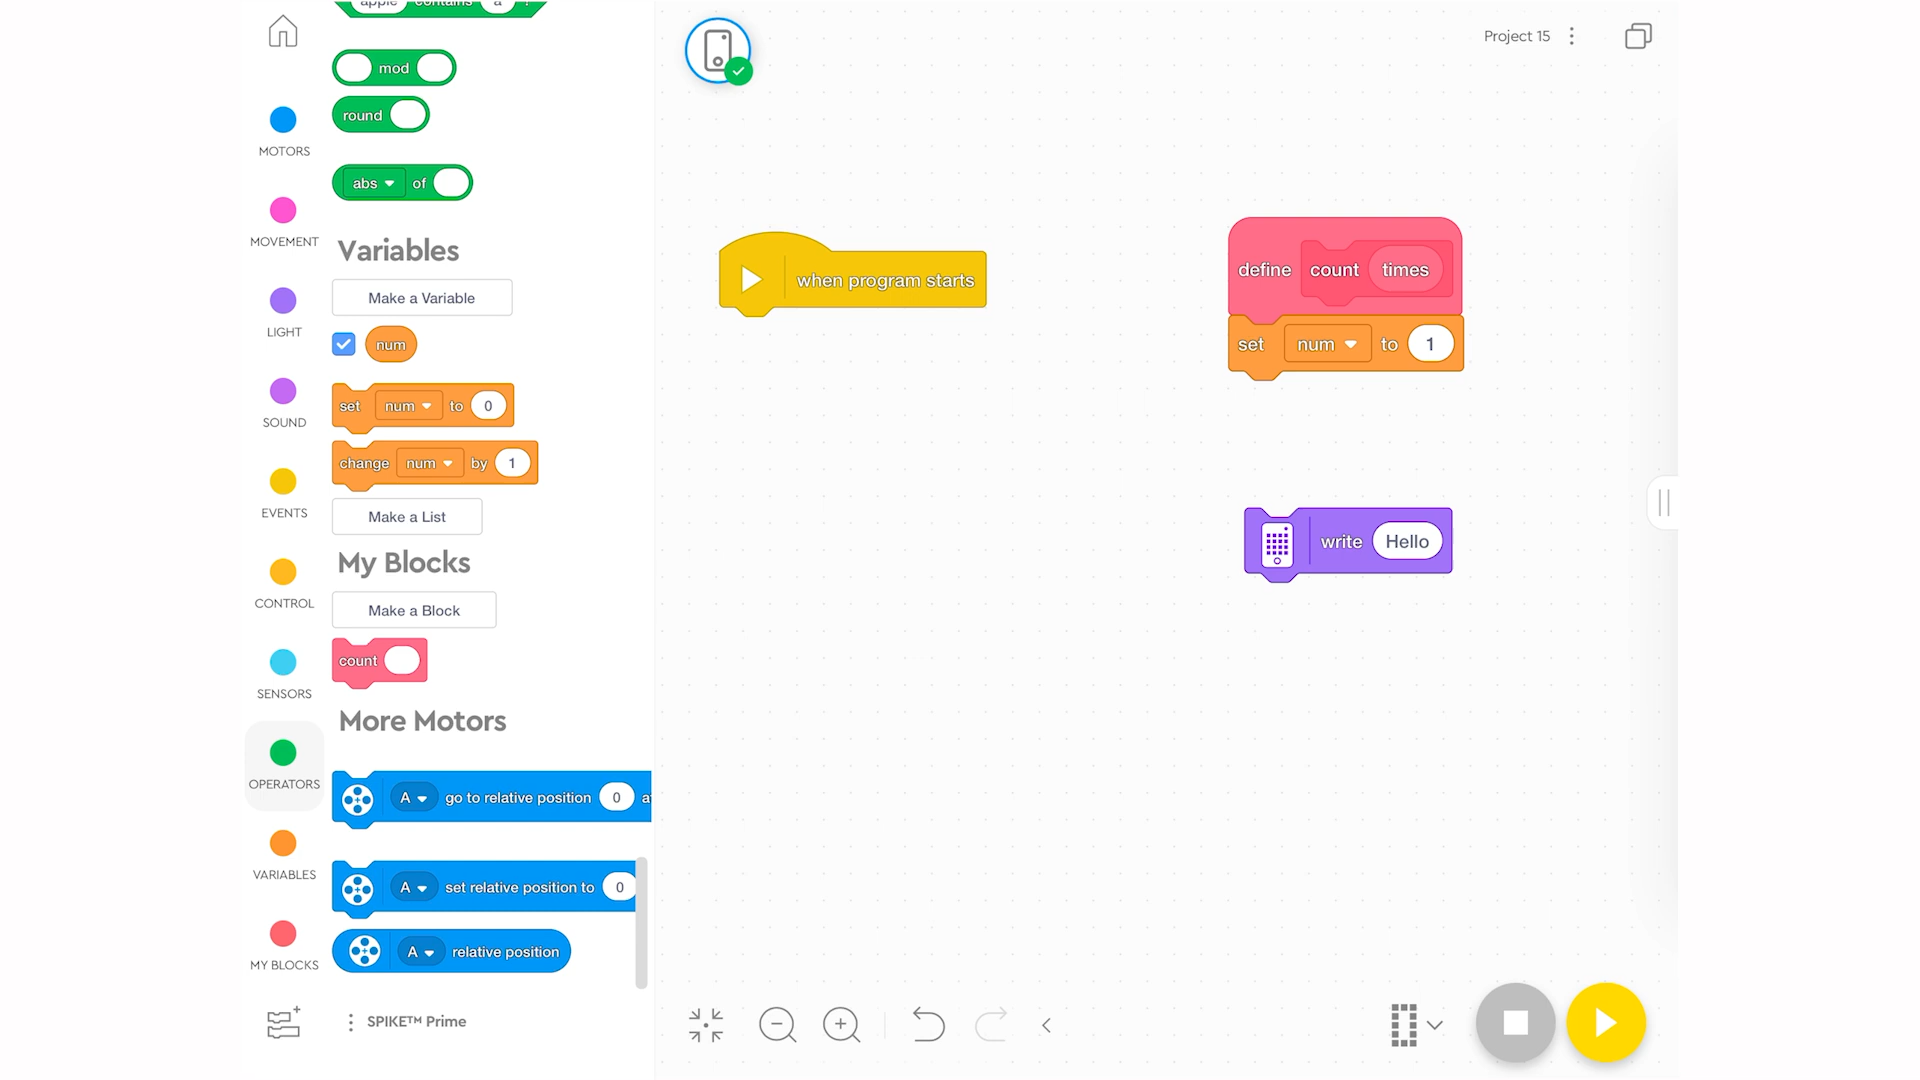 apple contains a ?
mod
round
abs of
Variables
Make a Variable
num
set num to 0
change num by 1
Make a List
My Blocks
Make a Block
count
More Motors
A go to relative position 0 at
A set relative position to 0
A relative position
MOTORS
MOVEMENT
LIGHT
SOUND
EVENTS
CONTROL
SENSORS
OPERATORS
VARIABLES
MY BLOCKS
SPIKE™ Prime
Project 15
when program starts
define count times
set num to 1
write Hello